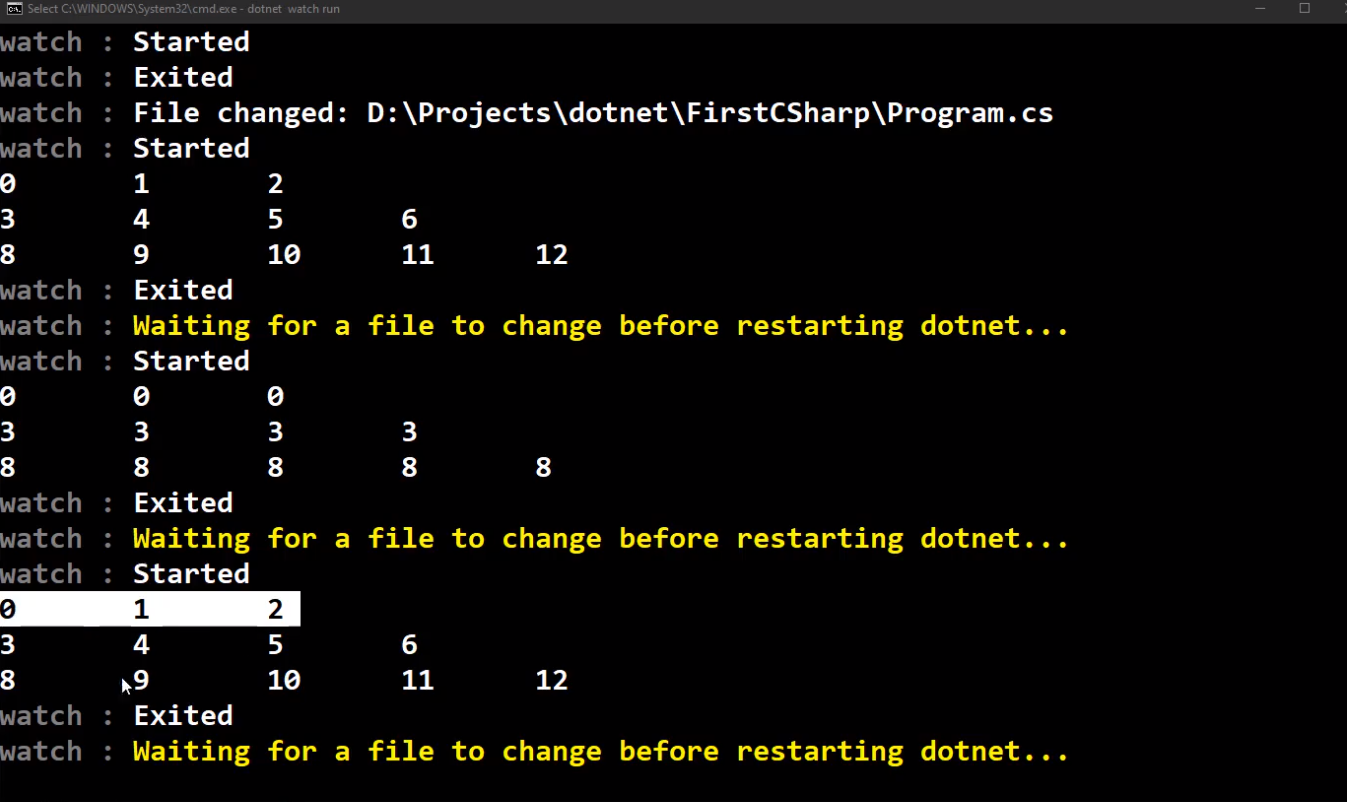 Select C:\WINDOWS\System32\cmd.exe - dotnet  watch run
watch : Started
watch : Exited
watch : File changed: D:\Projects\dotnet\FirstCSharp\Program.cs
watch : Started
0 1 2
3 4 5 6
8 9 10 11 12
watch : Exited
watch : Waiting for a file to change before restarting dotnet...
watch : Started
0 0 0
3 3 3 3
8 8 8 8 8
watch : Exited
watch : Waiting for a file to change before restarting dotnet...
watch : Started
0 1 2
3 4 5 6
8 9 10 11 12
watch : Exited
watch : Waiting for a file to change before restarting dotnet...